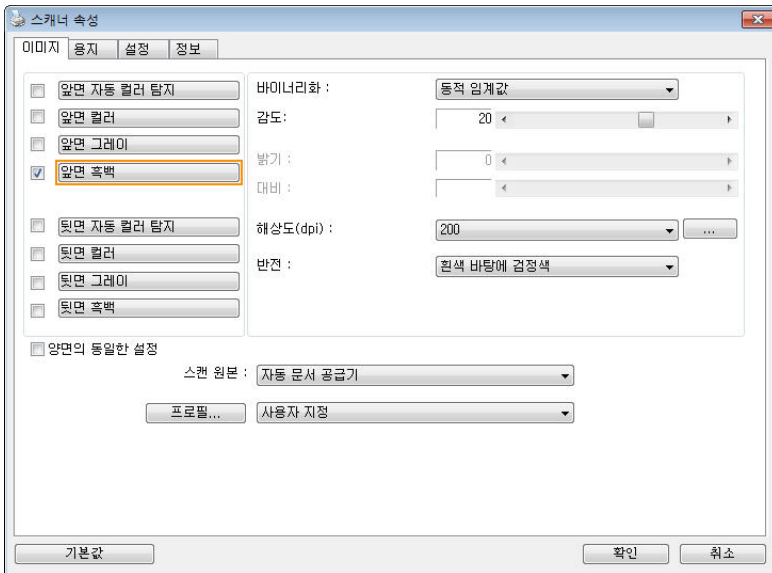 스캐너 속성
이미지 용지 설정 정보
앞면 자동 컬러 탐지
앞면 컬러
앞면 그레이
앞면 흑백
뒷면 자동 컬러 탐지
뒷면 컬러
뒷면 그레이
뒷면 흑백
바이너리화 : 동적 임계값
감도: 20
밝기 : 0
대비 :
해상도(dpi) : 200 ...
반전 : 흰색 바탕에 검정색
양면의 동일한 설정
스캔 원본 : 자동 문서 공급기
프로필... 사용자 지정
기본값 확인 취소